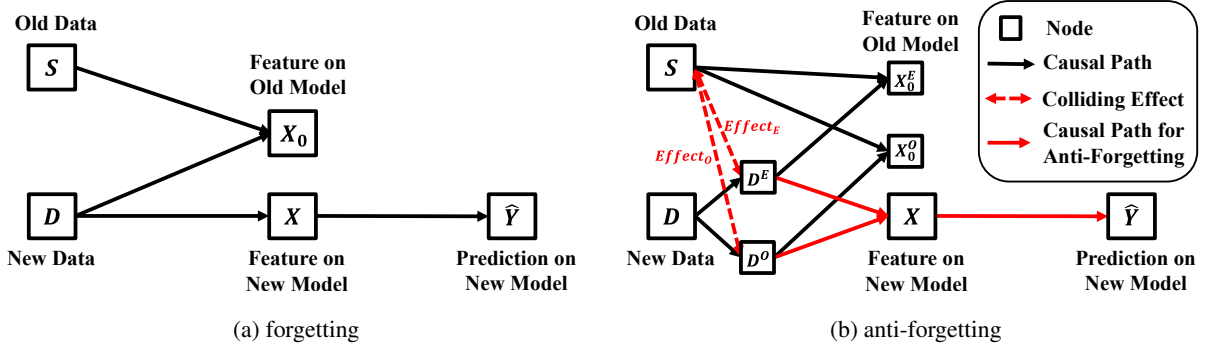 Old Data
S
Feature on
Old Model
X₀
D
New Data
X
Feature on
New Model
Ŷ
Prediction on
New Model
(a) forgetting
Old Data
S
Feature on
Old Model
X₀ᴱ
Effect_E
Effect_O
X₀ᴼ
Dᴱ
D
New Data
Dᴼ
X
Feature on
New Model
Ŷ
Prediction on
New Model
Node
Causal Path
Colliding Effect
Causal Path for
Anti-Forgetting
(b) anti-forgetting